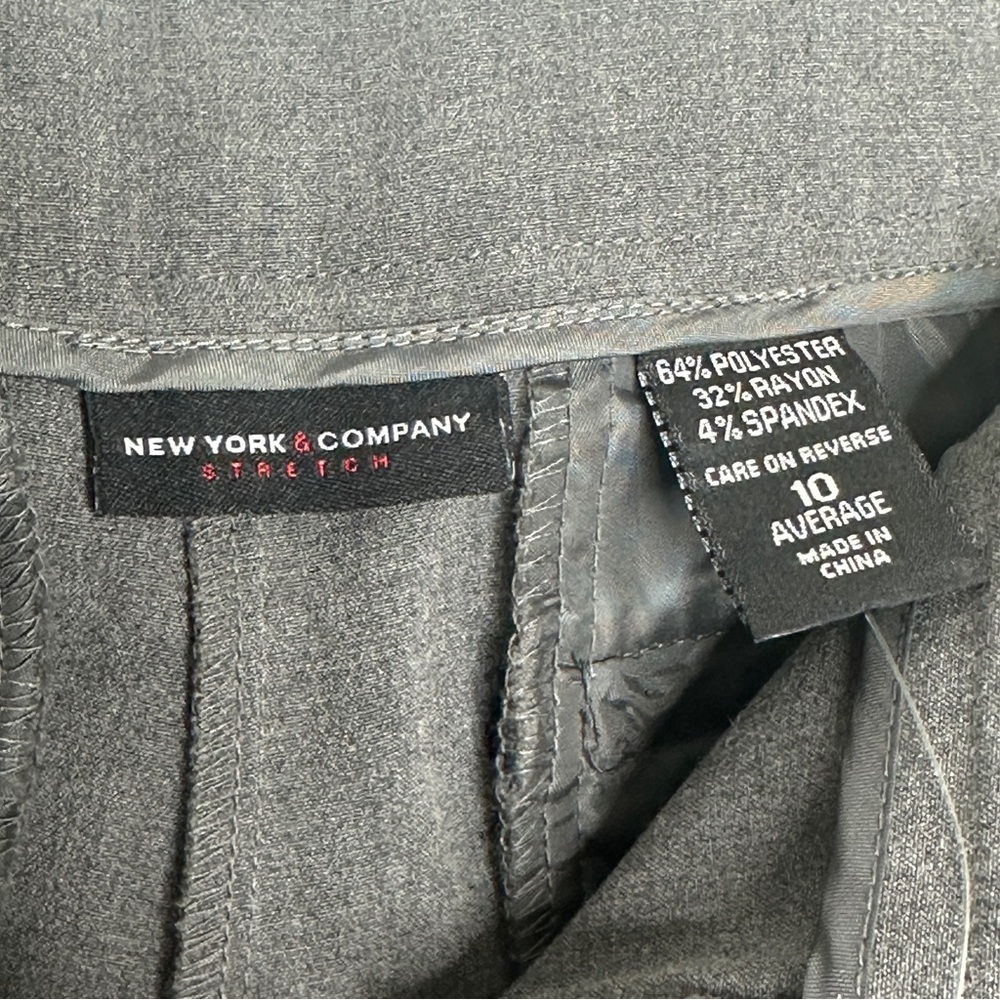 NEW YORK & COMPANY
STRETCH
64% POLYESTER
32% RAYON
4% SPANDEX
CARE ON REVERSE
10
AVERAGE
MADE IN
CHINA